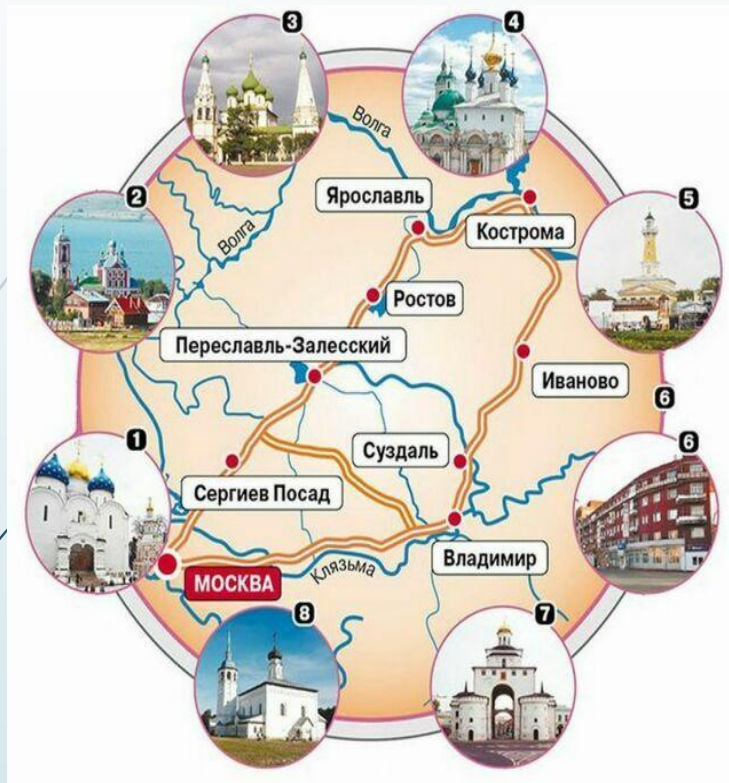 3
4
Волга
Ярославль
2
5
Кострома
Волга
Ростов
Переславль-Залесский
Иваново
6
1
6
Суздаль
Сергиев Посад
Владимир
Клязьма
МОСКВА
8
7